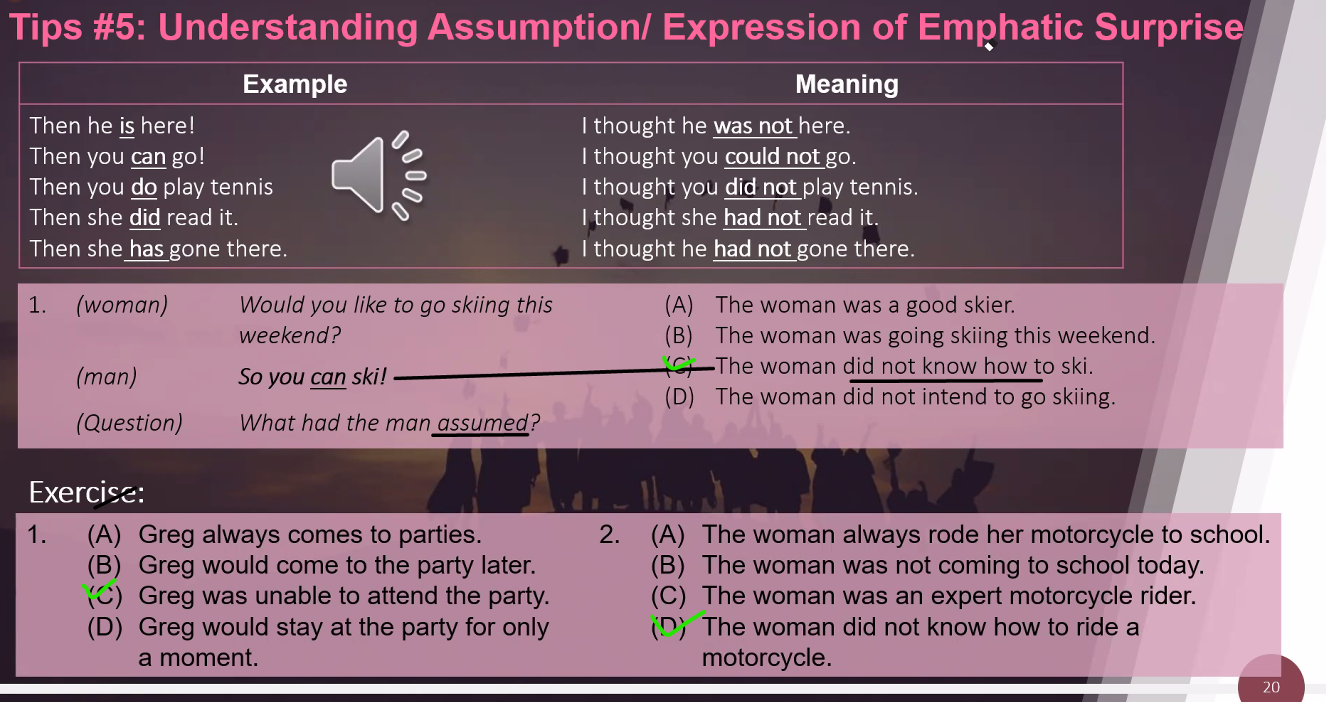 Tips #5: Understanding Assumption/ Expression of Emphatic Surprise
Example Meaning
Then he is here! I thought he was not here.
Then you can go! I thought you could not go.
Then you do play tennis I thought you did not play tennis.
Then she did read it. I thought she had not read it.
Then she has gone there. I thought he had not gone there.
1. (woman) Would you like to go skiing this
weekend?
(man) So you can ski!
(Question) What had the man assumed?
(A) The woman was a good skier.
(B) The woman was going skiing this weekend.
(C) The woman did not know how to ski.
(D) The woman did not intend to go skiing.
Exercise:
1. (A) Greg always comes to parties.
(B) Greg would come to the party later.
(C) Greg was unable to attend the party.
(D) Greg would stay at the party for only
a moment.
2. (A) The woman always rode her motorcycle to school.
(B) The woman was not coming to school today.
(C) The woman was an expert motorcycle rider.
(D) The woman did not know how to ride a
motorcycle.
20